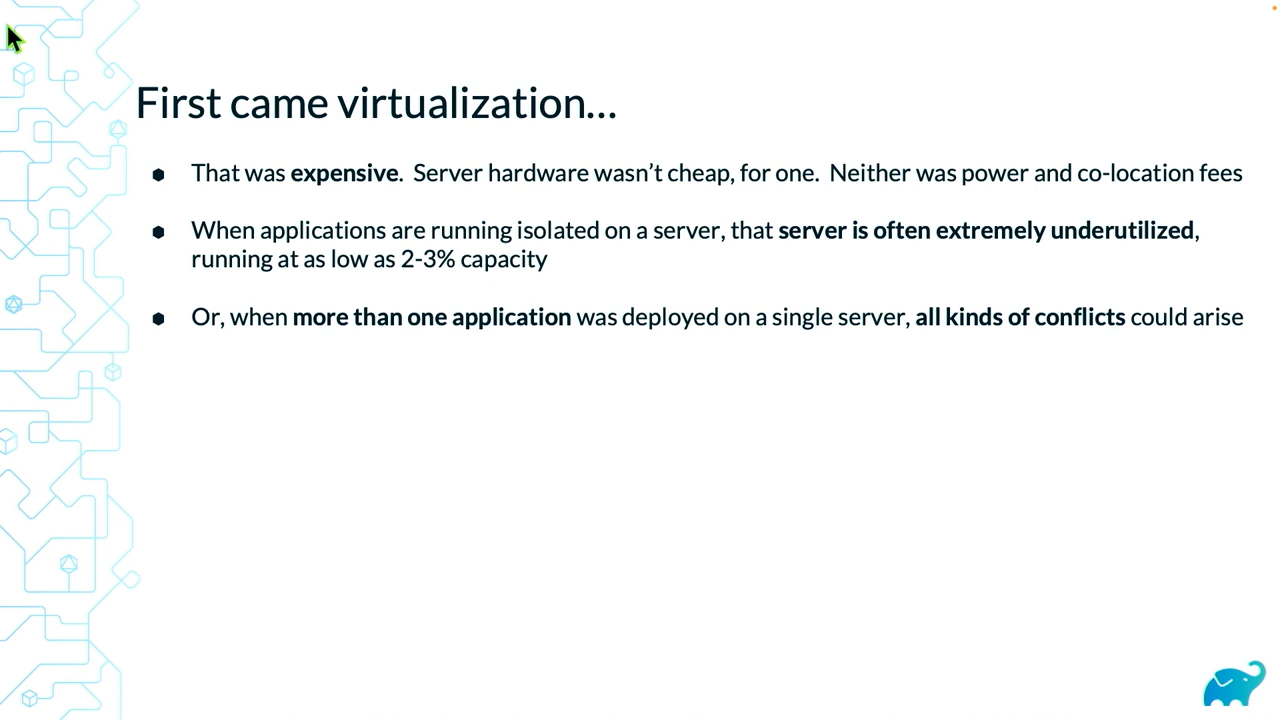 First came virtualization…
That was expensive.  Server hardware wasn’t cheap, for one.  Neither was power and co-location fees
When applications are running isolated on a server, that server is often extremely underutilized,
running at as low as 2-3% capacity
Or, when more than one application was deployed on a single server, all kinds of conflicts could arise